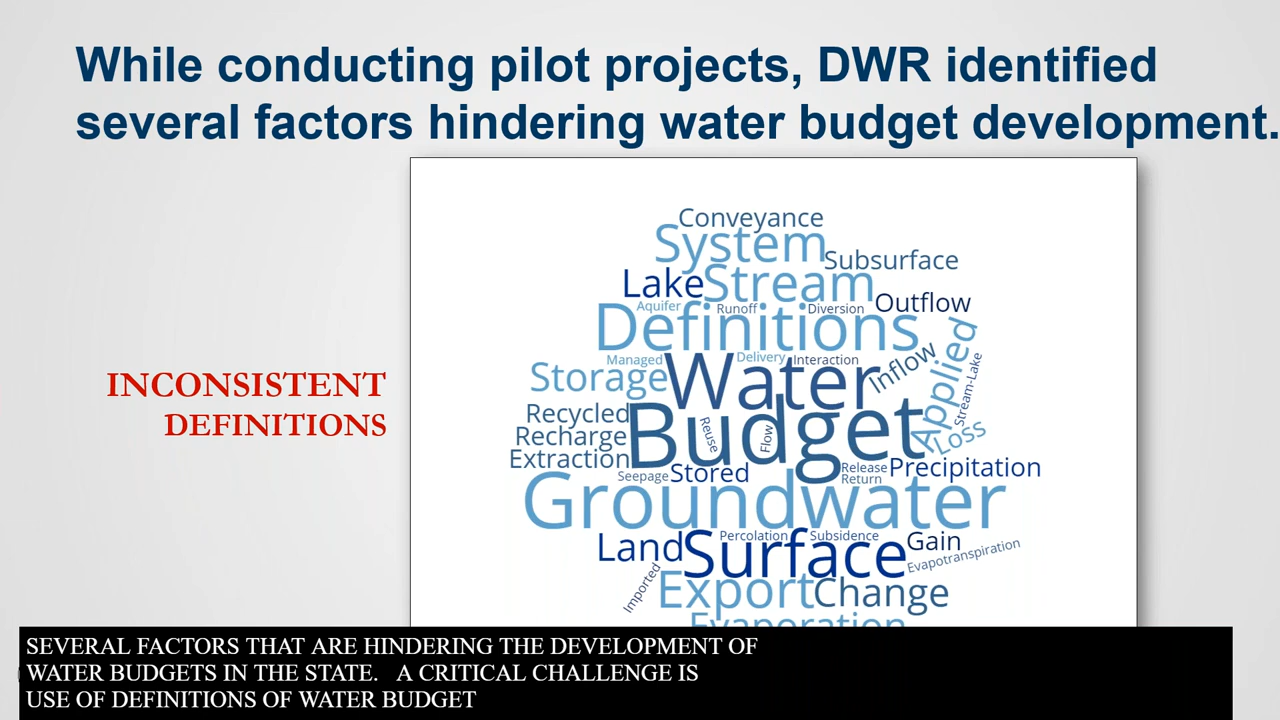 While conducting pilot projects, DWR identified
several factors hindering water budget development.
INCONSISTENT
DEFINITIONS
Conveyance
System
Subsurface
Lake
Stream
Aquifer
Runoff
Diversion
Outflow
Definitions
Managed
Delivery
Interaction
Inflow
Applied
Stream-Lake
Storage
Water
Recycled
Budget
Reuse
Flow
Loss
Recharge
Extraction
Seepage
Stored
Release
Return
Precipitation
Groundwater
Percolation
Subsidence
Land
Surface
Gain
Evapotranspiration
Imported
Export
Change
Evaporation
SEVERAL FACTORS THAT ARE HINDERING THE DEVELOPMENT OF
WATER BUDGETS IN THE STATE. A CRITICAL CHALLENGE IS
USE OF DEFINITIONS OF WATER BUDGET